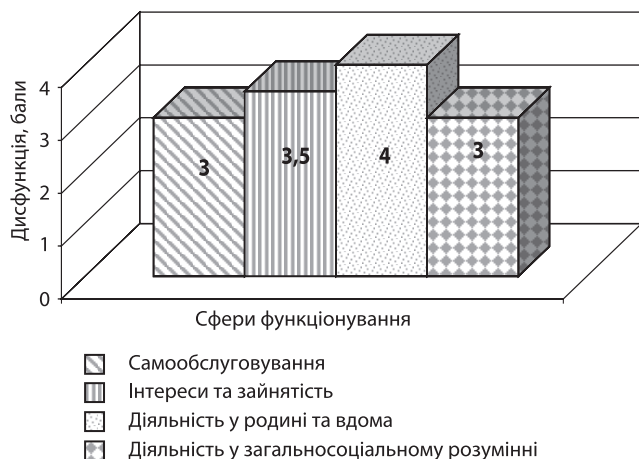 Дисфункція, бали
4
3
2
1
0
3
3,5
4
3
Сфери функціонування
Самообслуговування
Інтереси та зайнятість
Діяльність у родині та вдома
Діяльність у загальносоціальному розумінні